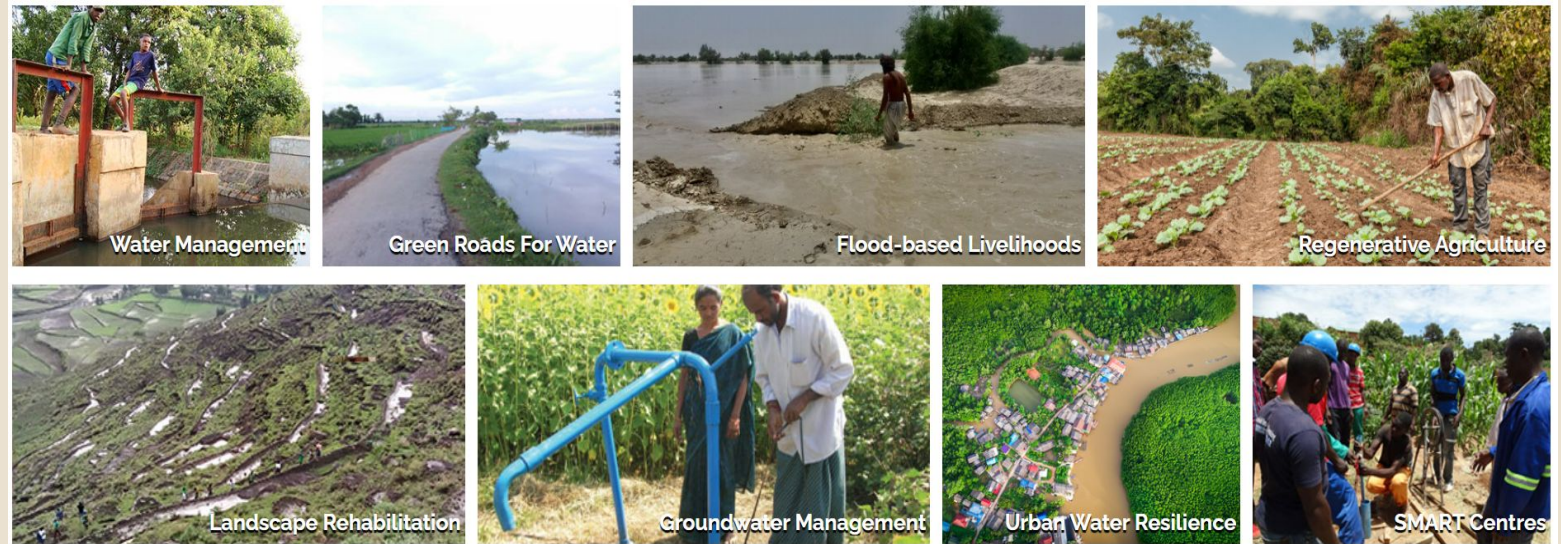 Water Management
Green Roads For Water
Flood-based Livelihoods
Regenerative Agriculture
Landscape Rehabilitation
Groundwater Management
Urban Water Resilience
SMART Centres